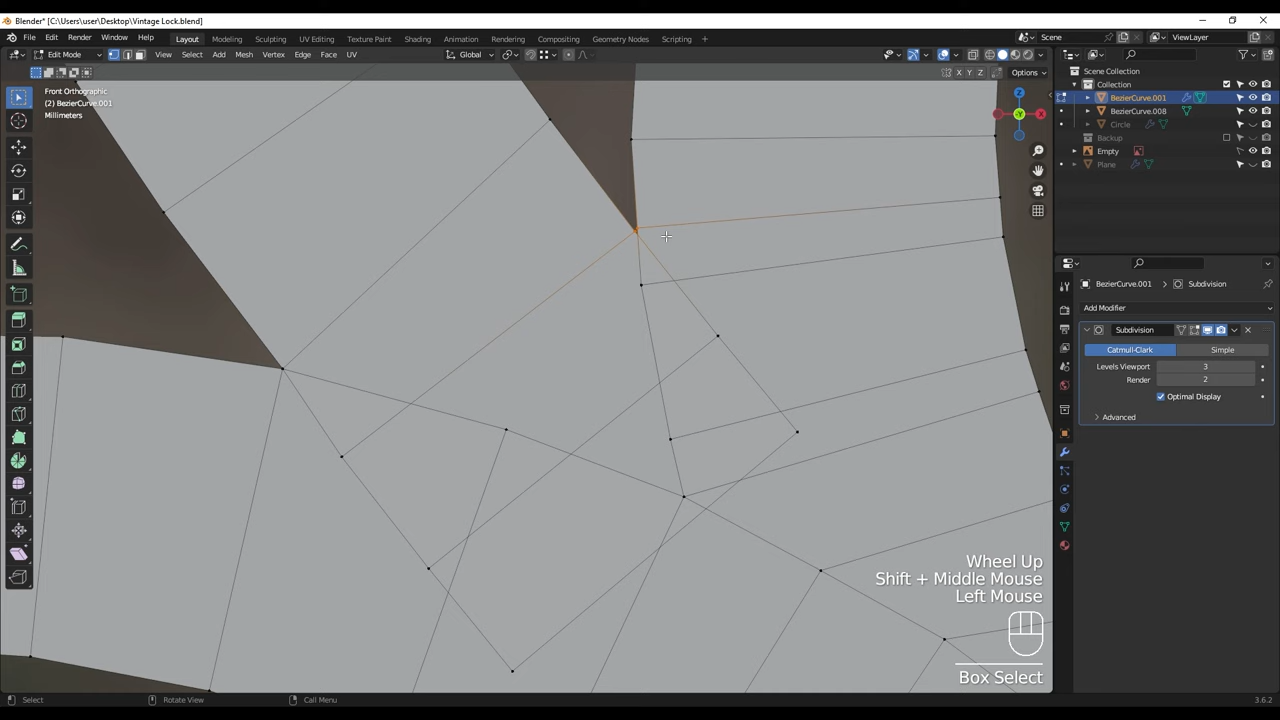 Blender* [C:\Users\user\Desktop\Vintage Lock.blend]
File Edit Render Window Help Layout Modeling Sculpting UV Editing Texture Paint Shading Animation Rendering Compositing Geometry Nodes Scripting + Scene ViewLayer
Edit Mode View Select Add Mesh Vertex Edge Face UV Global
X Y Z Options
Front Orthographic
(2) BezierCurve.001
Millimeters
Z
X
-Y
Scene Collection
Collection
BezierCurve.001
BezierCurve.008
Circle
Backup
Empty
Plane
BezierCurve.001 > Subdivision
Add Modifier
Subdivision
Catmull-Clark Simple
Levels Viewport 3
Render 2
Optimal Display
Advanced
Wheel Up
Shift + Middle Mouse
Left Mouse
Box Select
Select Rotate View Call Menu 3.6.2